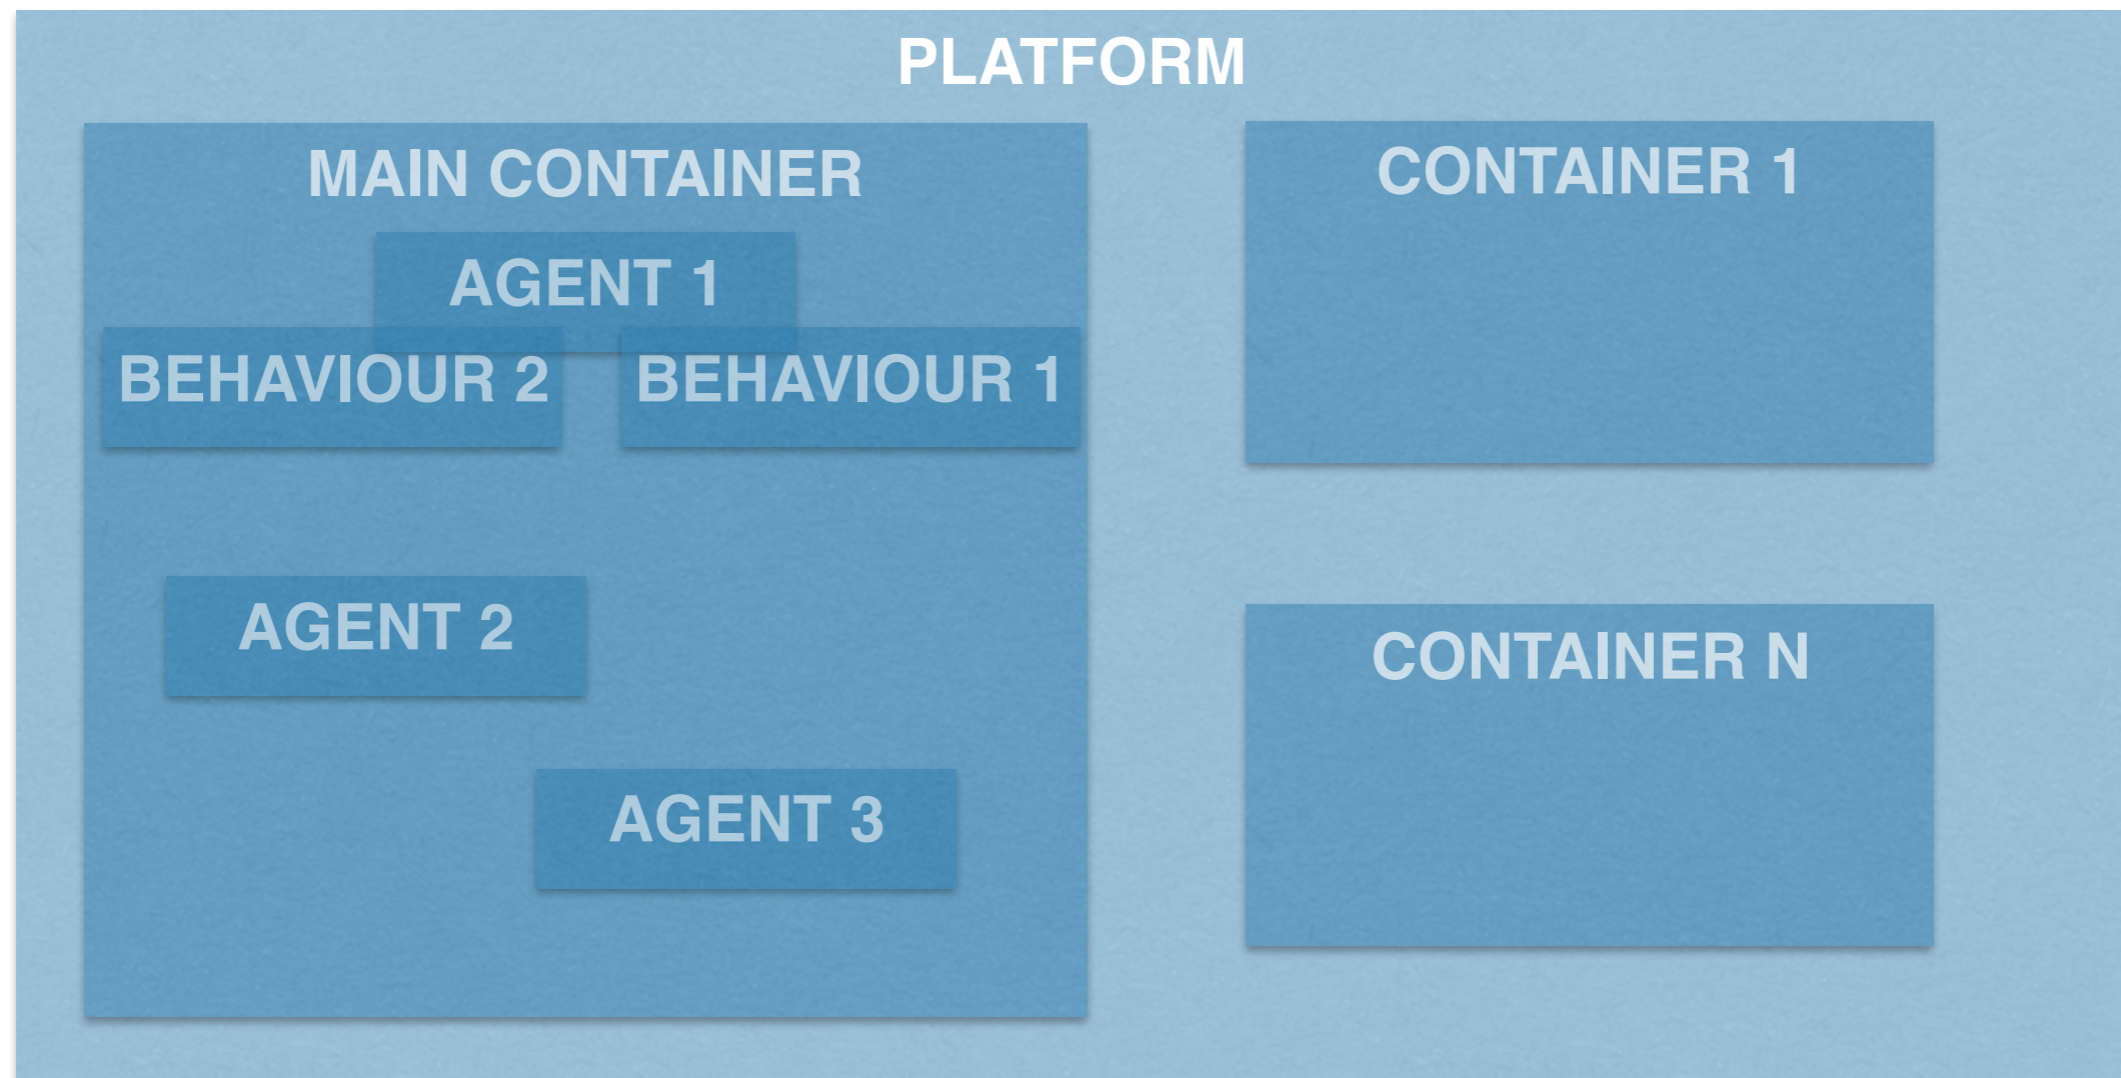 PLATFORM
MAIN CONTAINER
AGENT 1
BEHAVIOUR 2
BEHAVIOUR 1
AGENT 2
AGENT 3
CONTAINER 1
CONTAINER N